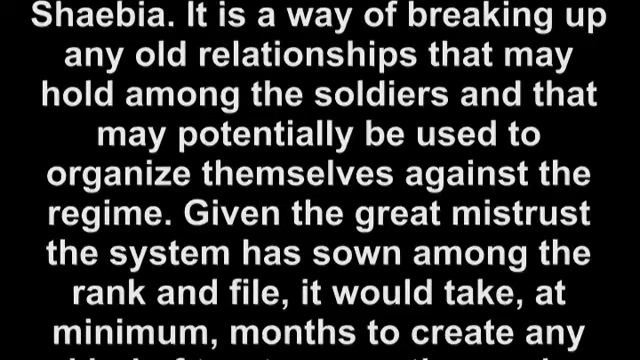 Shaebia. It is a way of breaking up
any old relationships that may
hold among the soldiers and that
may potentially be used to
organize themselves against the
regime. Given the great mistrust
the system has sown among the
rank and file, it would take, at
minimum, months to create any